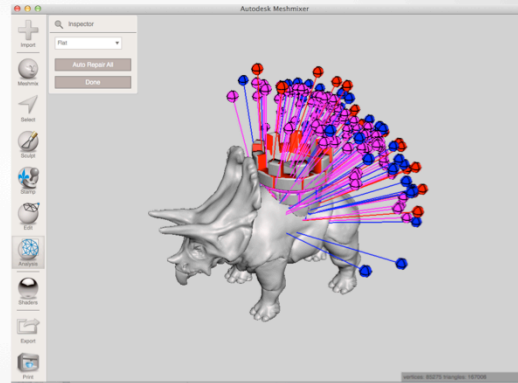 Autodesk Meshmixer
Import
Meshmix
Select
Sculpt
Stamp
Edit
Analysis
Shaders
Export
Print
Inspector
Flat
Auto Repair All
Done